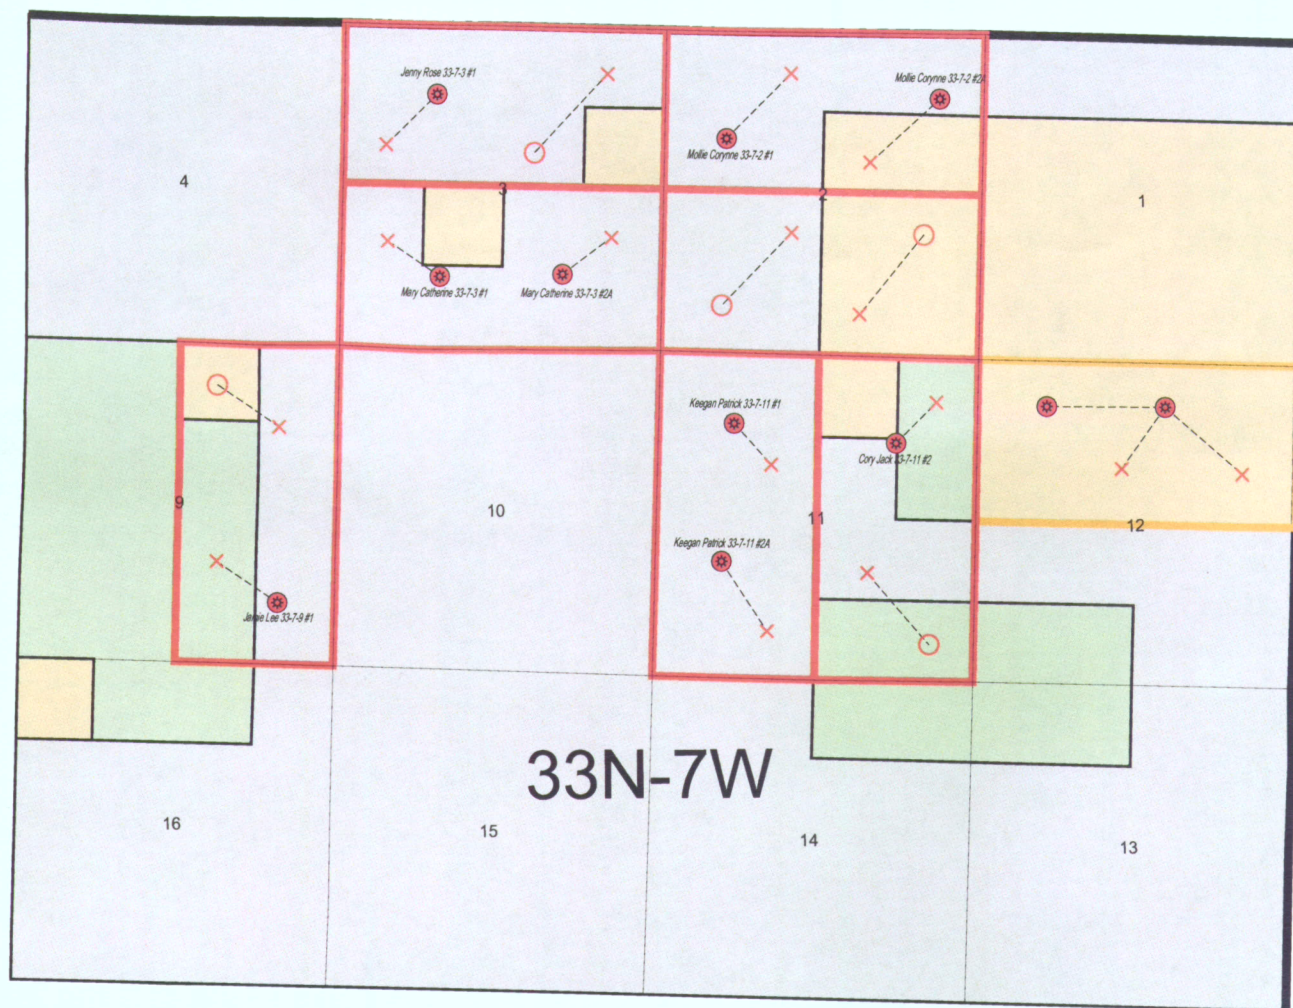 Jenny Rose 33-7-3 #1
Mollie Corynne 33-7-2 #2A
Mollie Corynne 33-7-2 #1
4
3
2
1
Mary Catherine 33-7-3 #1
Mary Catherine 33-7-3 #2A
Keegan Patrick 33-7-11 #1
Cory Jack 33-7-11 #2
9
10
11
12
Keegan Patrick 33-7-11 #2A
Jamie Lee 33-7-9 #1
33N-7W
16
15
14
13